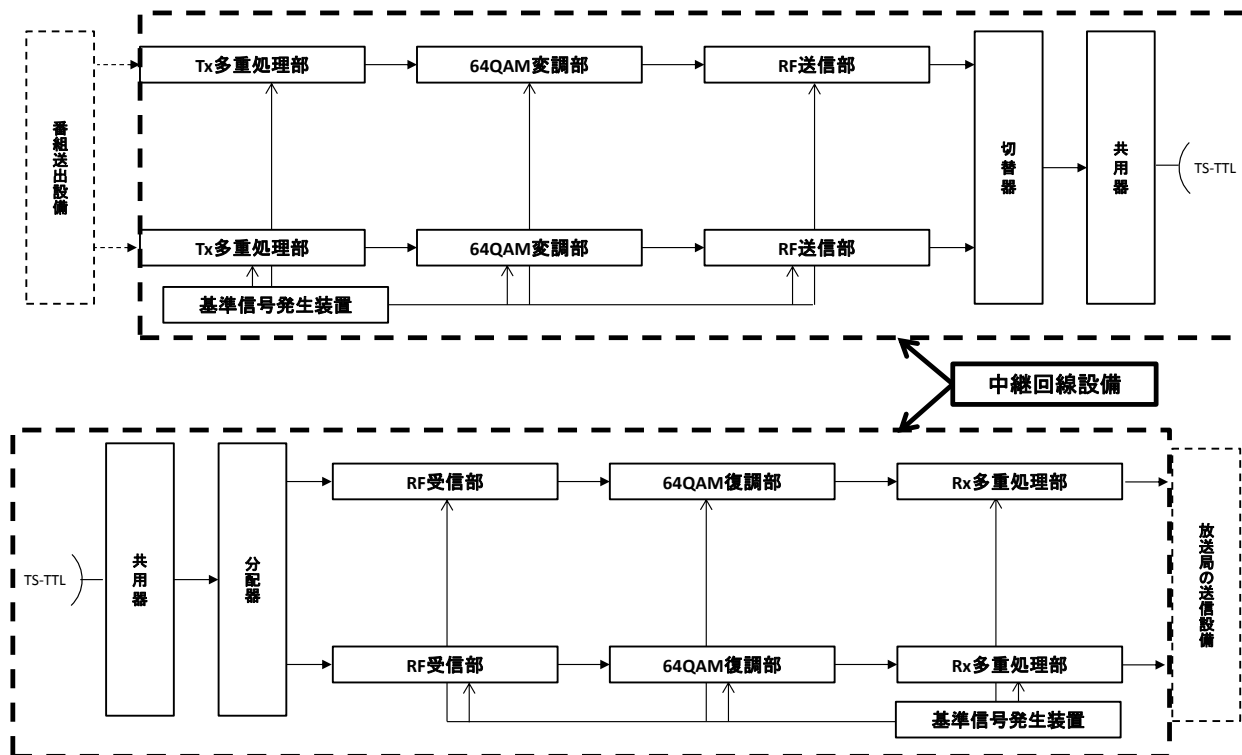 番組送出設備
Tx多重処理部
64QAM変調部
RF送信部
切替器
共用器
TS-TTL
Tx多重処理部
64QAM変調部
RF送信部
基準信号発生装置
中継回線設備
TS-TTL
共用器
分配器
RF受信部
64QAM復調部
Rx多重処理部
放送局の送信設備
RF受信部
64QAM復調部
Rx多重処理部
基準信号発生装置